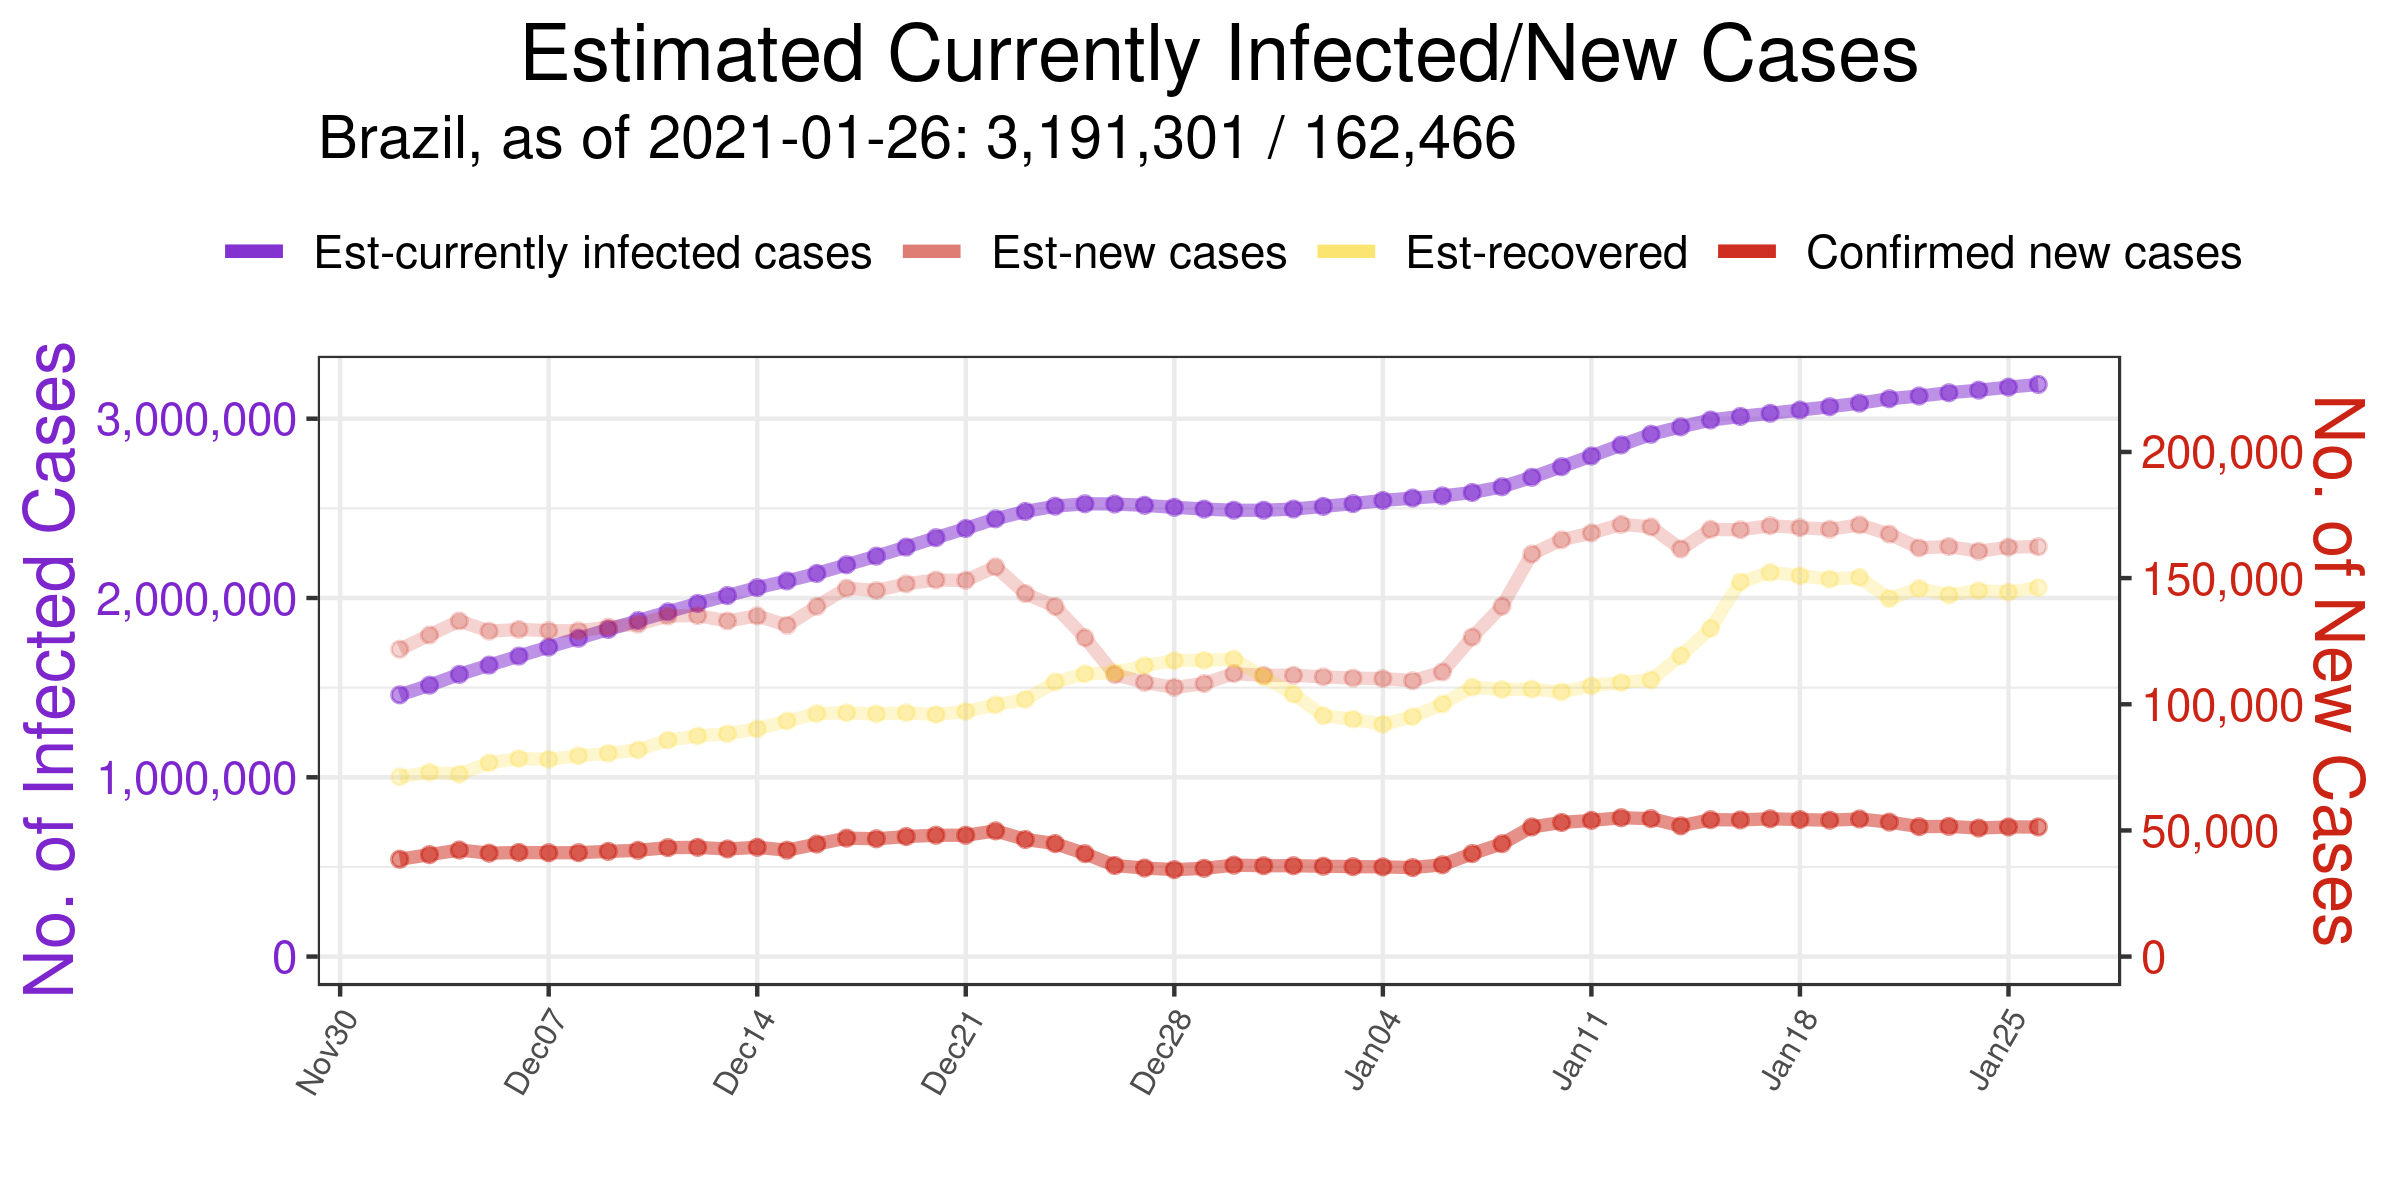 Estimated Currently Infected/New Cases
Brazil, as of 2021-01-26: 3,191,301 / 162,466
Est-currently infected cases Est-new cases Est-recovered Confirmed new cases
No. of Infected Cases
3,000,000
2,000,000
1,000,000
0
No. of New Cases
200,000
150,000
100,000
50,000
0
Nov30 Dec07 Dec14 Dec21 Dec28 Jan04 Jan11 Jan18 Jan25